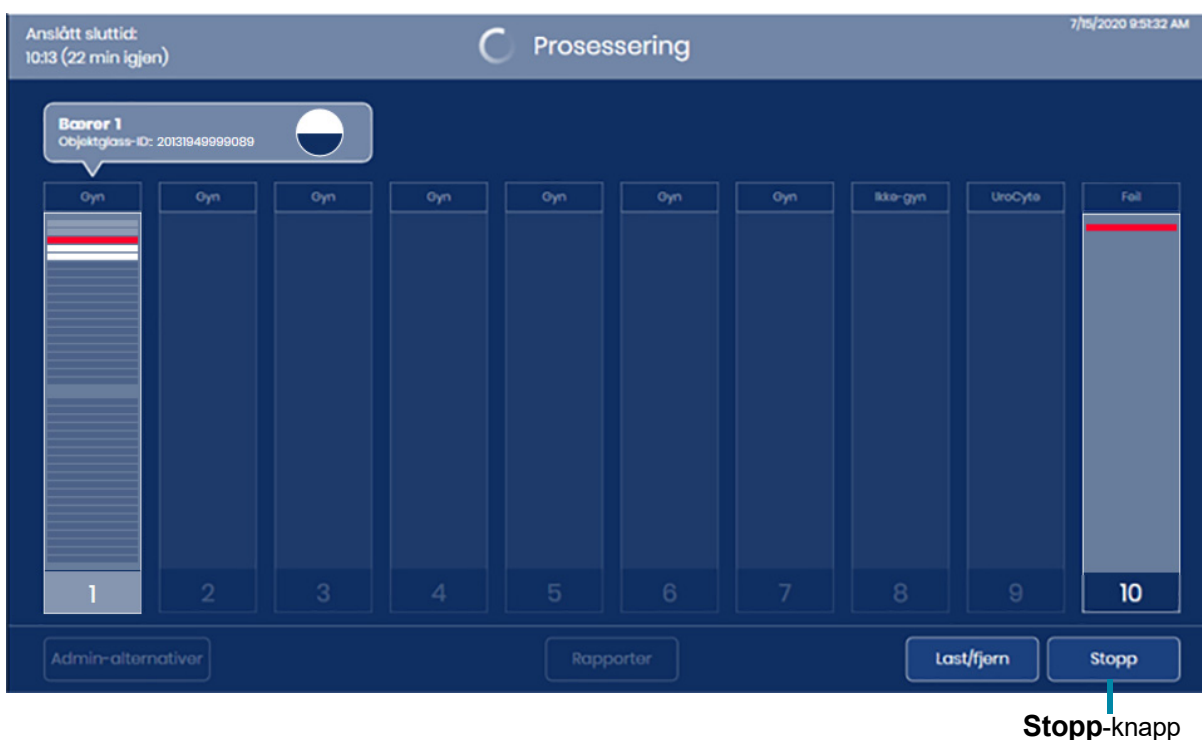 Anslått sluttid:
10:13 (22 min igjen)
Prosessering
7/15/2020 9:51:32 AM
Bærer 1
Objektglass-ID: 20131949999089
Gyn Gyn Gyn Gyn Gyn Gyn Gyn Ikke-gyn UroCyte Feil
1 2 3 4 5 6 7 8 9 10
Admin-alternativer Rapporter Last/fjern Stopp
Stopp-knapp